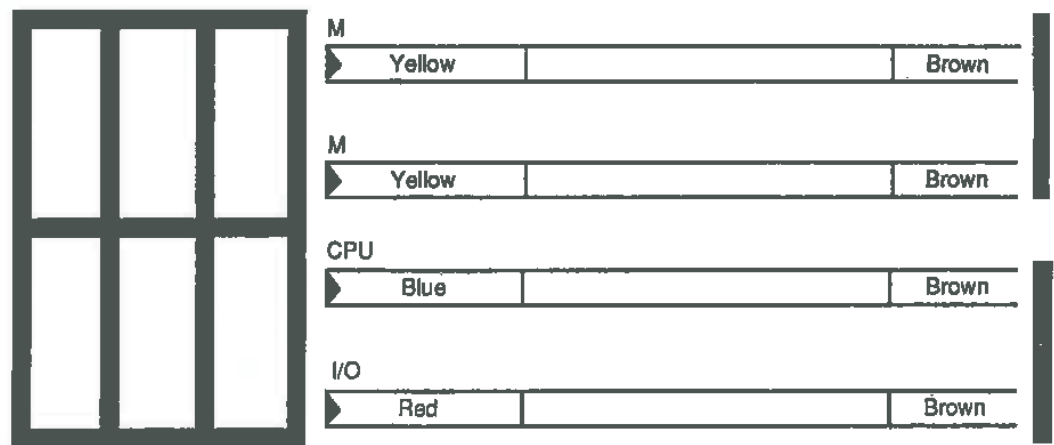 M
Yellow Brown
M
Yellow Brown
CPU
Blue Brown
I/O
Red Brown